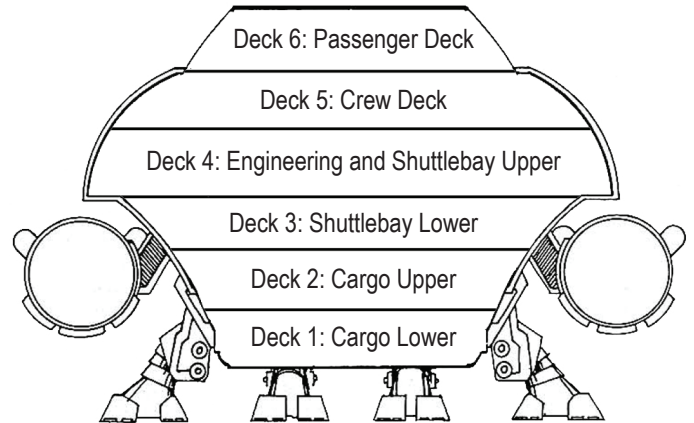 Deck 6: Passenger Deck
Deck 5: Crew Deck
Deck 4: Engineering and Shuttlebay Upper
Deck 3: Shuttlebay Lower
Deck 2: Cargo Upper
Deck 1: Cargo Lower